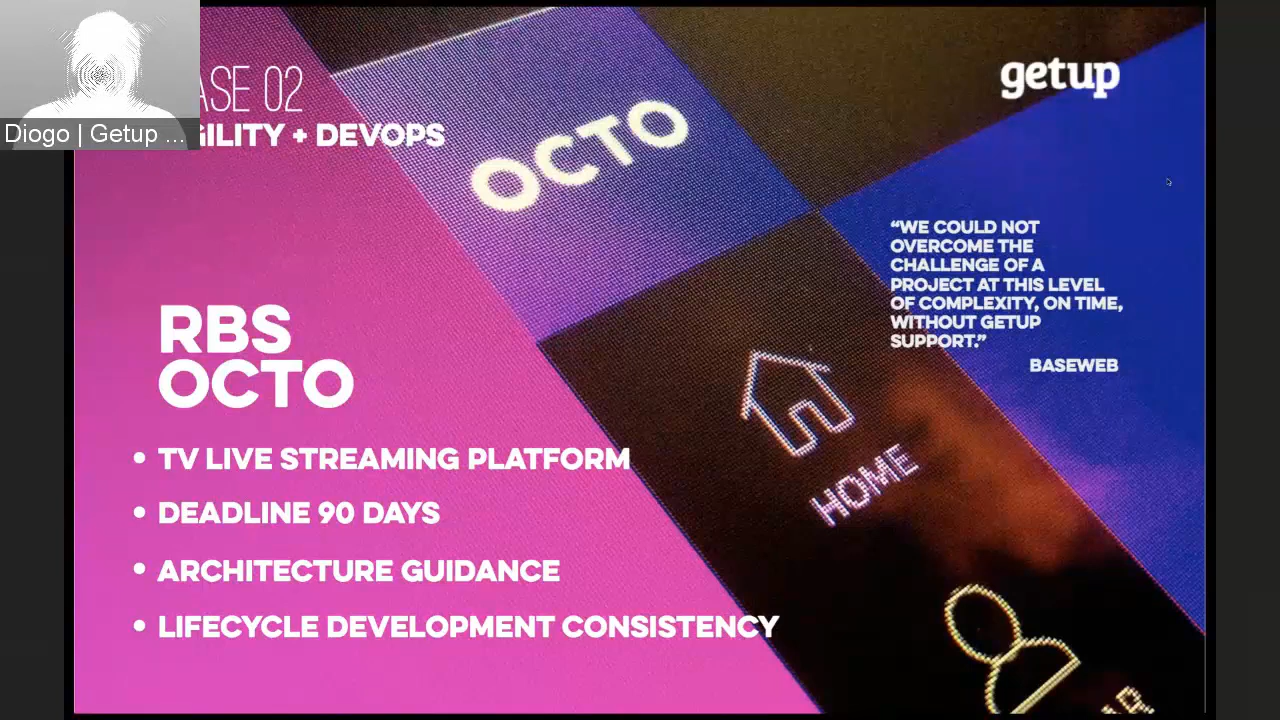 ASE 02
GILITY + DEVOPS
Diogo | Getup ...
OCTO
getup
“WE COULD NOT
OVERCOME THE
CHALLENGE OF A
PROJECT AT THIS LEVEL
OF COMPLEXITY, ON TIME,
WITHOUT GETUP
SUPPORT.”
BASEWEB
RBS
OCTO
• TV LIVE STREAMING PLATFORM
• DEADLINE 90 DAYS
• ARCHITECTURE GUIDANCE
• LIFECYCLE DEVELOPMENT CONSISTENCY
HOME